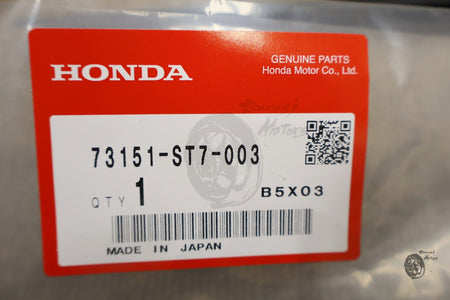 GENUINE PARTS
HONDA
Honda Motor Co., Ltd.
73151-ST7-003
QTY 1
B5X03
MADE IN JAPAN